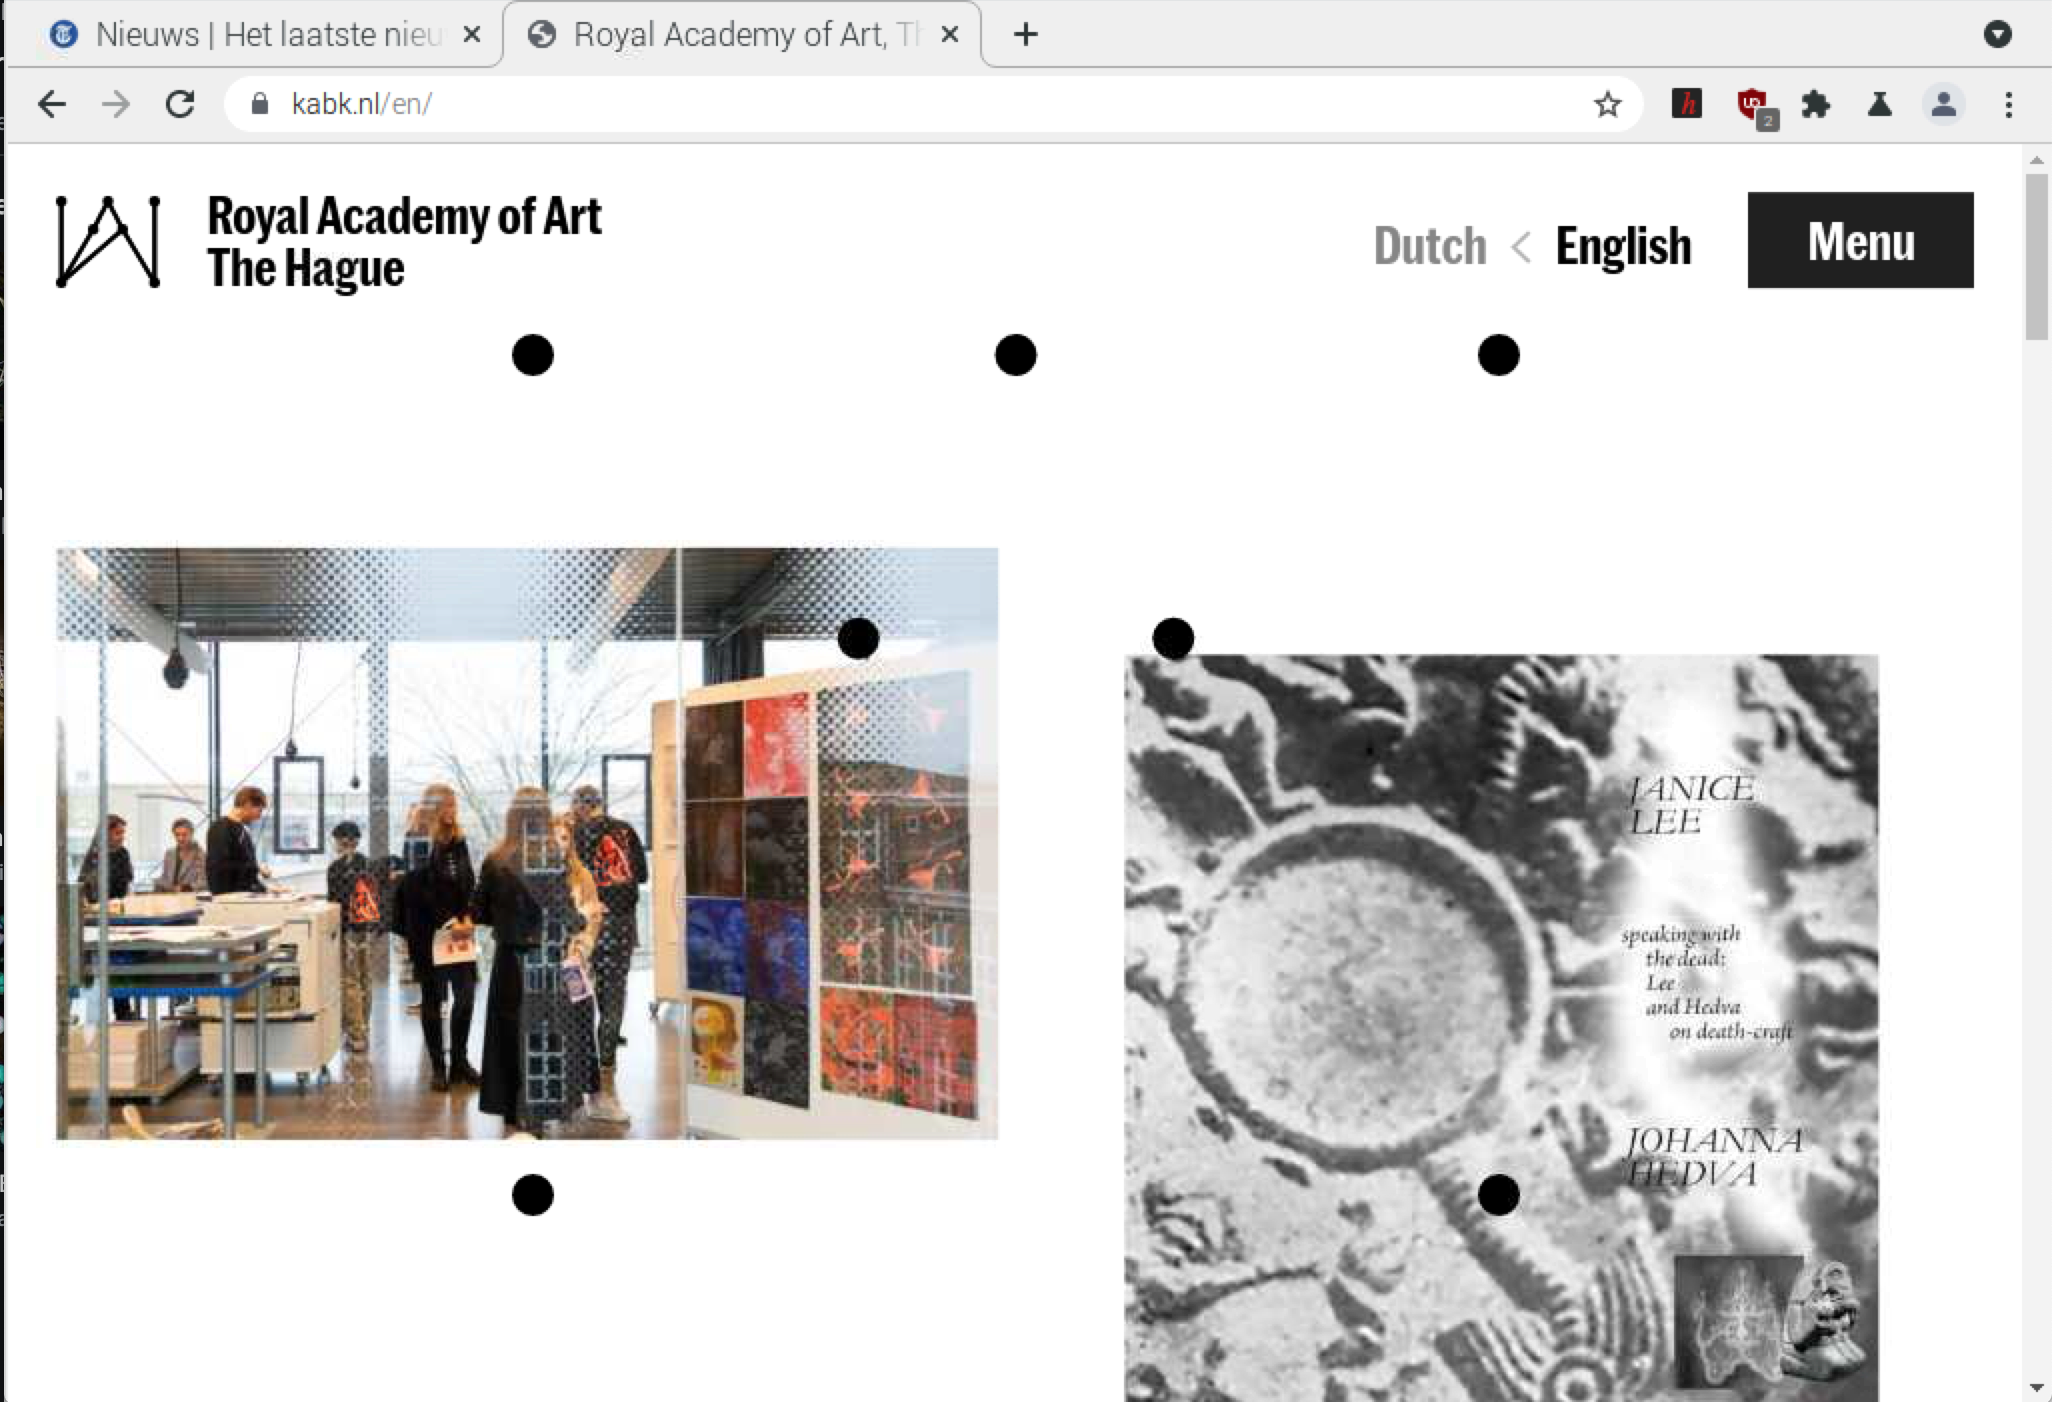 Nieuws | Het laatste nieu
Royal Academy of Art, Th
kabk.nl/en/
2
Royal Academy of Art
The Hague
Dutch < English
Menu
JANICE
LEE
speaking with
the dead:
Lee
and Hedva
on death-craft
JOHANNA
HEDVA